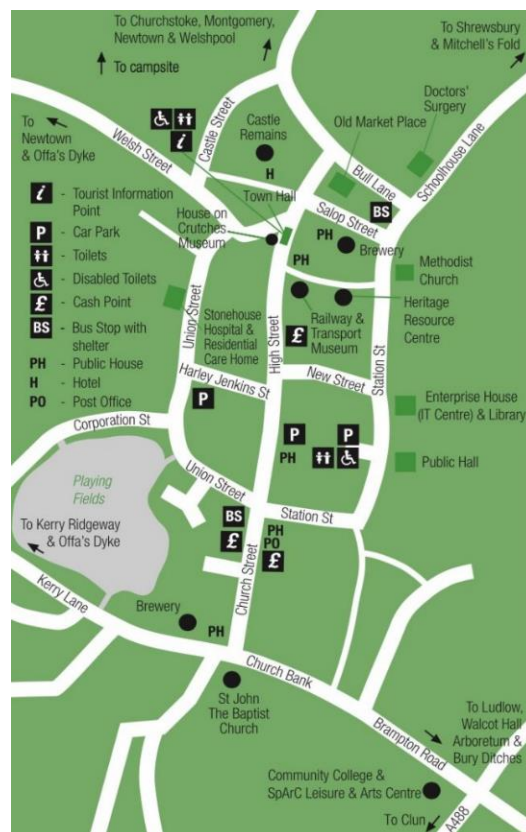 To Churchstoke, Montgomery,
Newtown & Welshpool
To campsite
To Shrewsbury
& Mitchell's Fold
To
Newtown
& Offa's Dyke
Welsh Street
Castle Street
i
Castle
Remains
H
Old Market Place
Doctors'
Surgery
Bull Lane
Schoolhouse Lane
i - Tourist Information
Point
P - Car Park
- Toilets
- Disabled Toilets
£ - Cash Point
BS - Bus Stop with
shelter
PH - Public House
H - Hotel
PO - Post Office
Town Hall
House on
Crutches
Museum
Salop Street
BS
PH
Brewery
PH
Methodist
Church
Union Street
Stonehouse
Hospital &
Residential
Care Home
High Street
£
Railway &
Transport
Museum
Heritage
Resource
Centre
Station St
Harley Jenkins St
New Street
P
Corporation St
Enterprise House
(IT Centre) & Library
P
P
PH
Public Hall
Playing
Fields
Union Street
Station St
BS
£
PH
PO
£
To Kerry Ridgeway
& Offa's Dyke
Church Street
Kerry Lane
Brewery
PH
Church Bank
St John
The Baptist
Church
Brampton Road
To Ludlow,
Walcot Hall
Arboretum &
Bury Ditches
Community College &
SpArC Leisure & Arts Centre
To Clun
A488